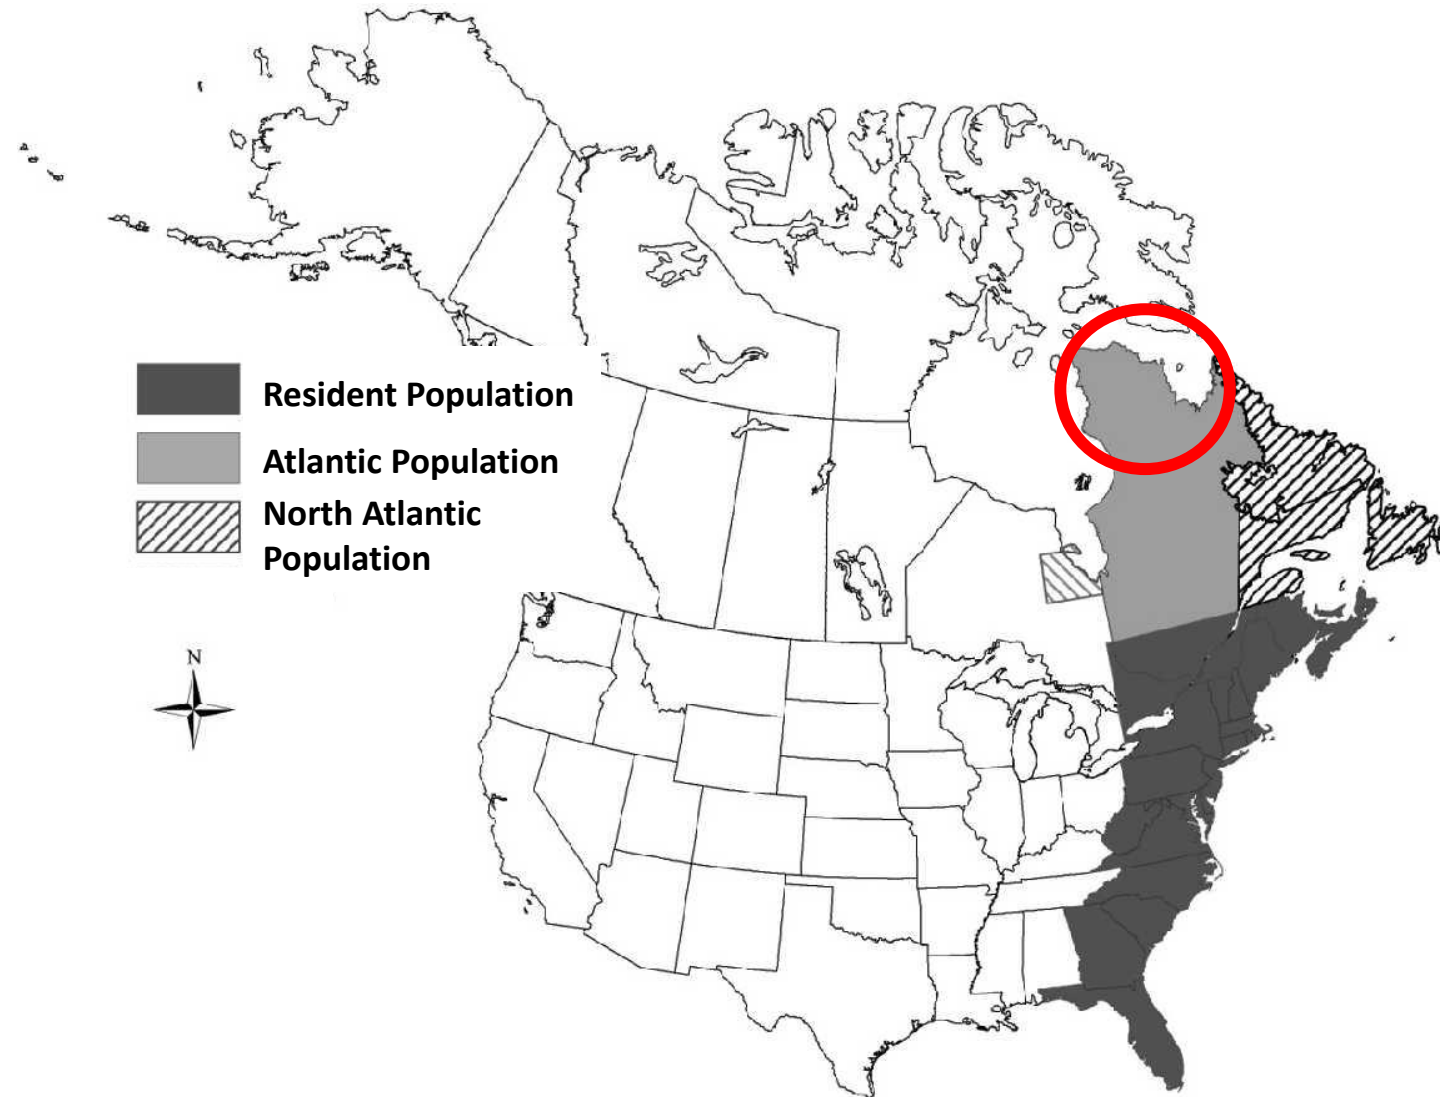 Resident Population
Atlantic Population
North Atlantic
Population
N